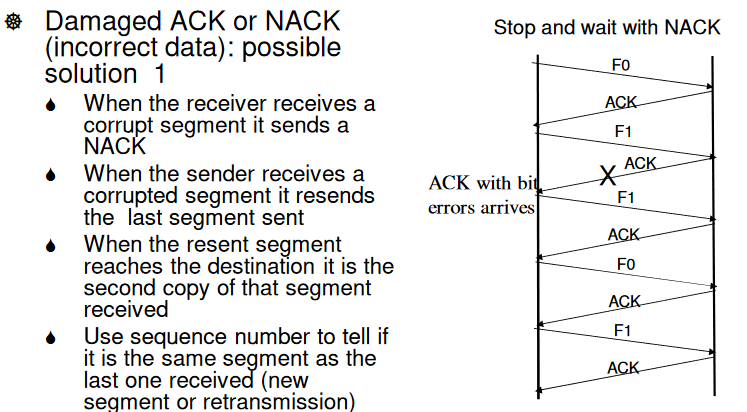 Damaged ACK or NACK
(incorrect data): possible
solution 1
When the receiver receives a
corrupt segment it sends a
NACK
When the sender receives a
corrupted segment it resends
the last segment sent
When the resent segment
reaches the destination it is the
second copy of that segment
received
Use sequence number to tell if
it is the same segment as the
last one received (new
segment or retransmission)
Stop and wait with NACK
F0
ACK
F1
ACK
X
ACK with bit
errors arrives
F1
ACK
F0
ACK
F1
ACK